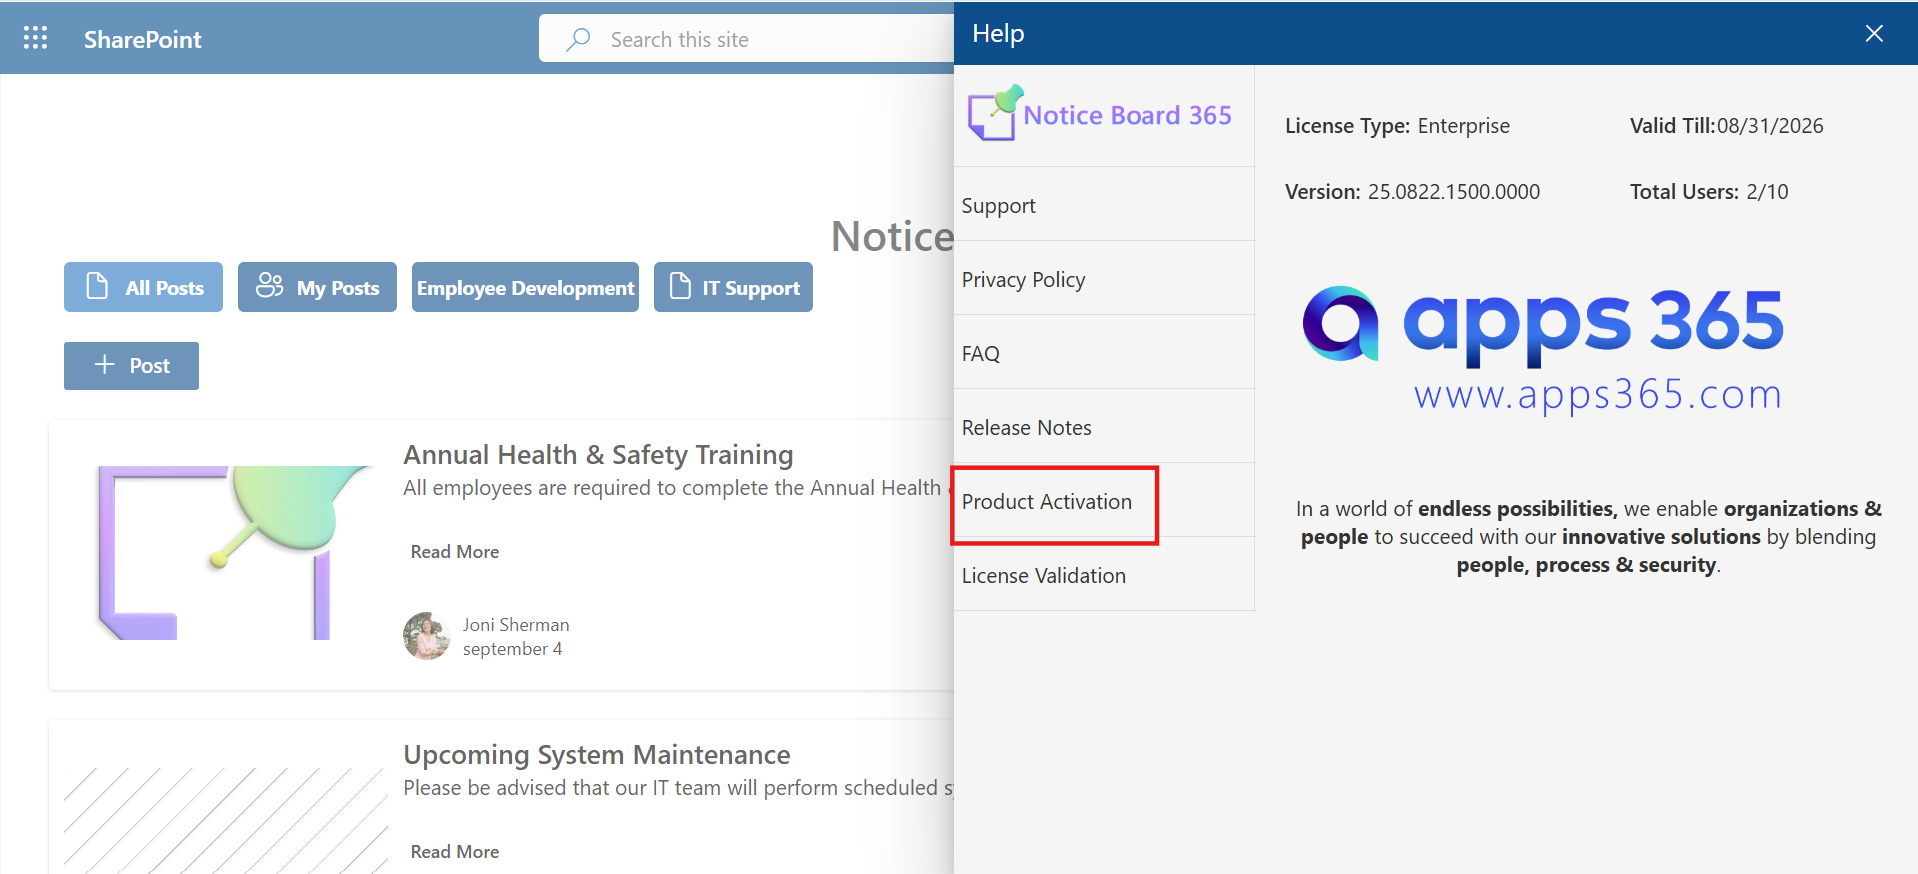 SharePoint
Search this site
Notice
All Posts
My Posts
Employee Development
IT Support
Post
Annual Health & Safety Training
All employees are required to complete the Annual Health
Read More
Joni Sherman
september 4
Upcoming System Maintenance
Please be advised that our IT team will perform scheduled
Read More
Help
Notice Board 365
Support
Privacy Policy
FAQ
Release Notes
Product Activation
License Validation
License Type: Enterprise
Valid Till:08/31/2026
Version: 25.0822.1500.0000
Total Users: 2/10
apps 365
www.apps365.com
In a world of endless possibilities, we enable organizations &
people to succeed with our innovative solutions by blending
people, process & security.